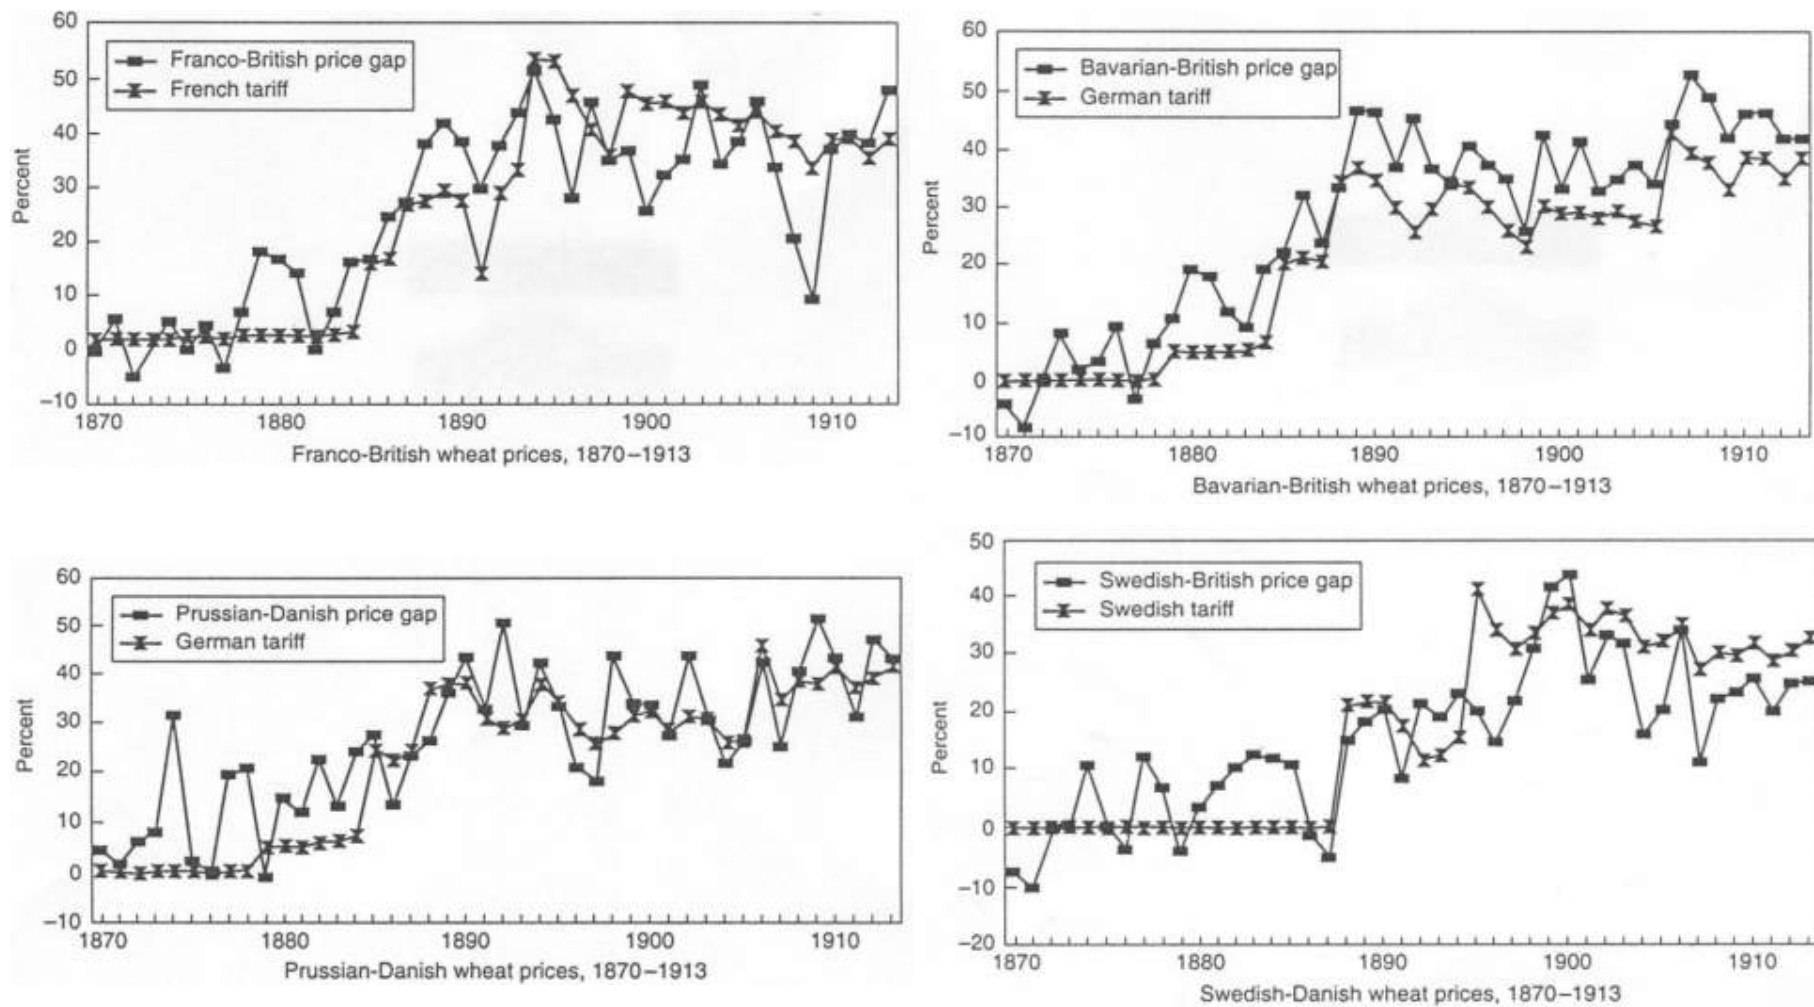 60
50
40
30
20
10
0
–10
Percent
Franco-British price gap
French tariff
1870 1880 1890 1900 1910
Franco-British wheat prices, 1870–1913
60
50
40
30
20
10
0
–10
Percent
Bavarian-British price gap
German tariff
1870 1880 1890 1900 1910
Bavarian-British wheat prices, 1870–1913
60
50
40
30
20
10
0
–10
Percent
Prussian-Danish price gap
German tariff
1870 1880 1890 1900 1910
Prussian-Danish wheat prices, 1870–1913
50
40
30
20
10
0
–10
–20
Percent
Swedish-British price gap
Swedish tariff
1870 1880 1890 1900 1910
Swedish-Danish wheat prices, 1870–1913